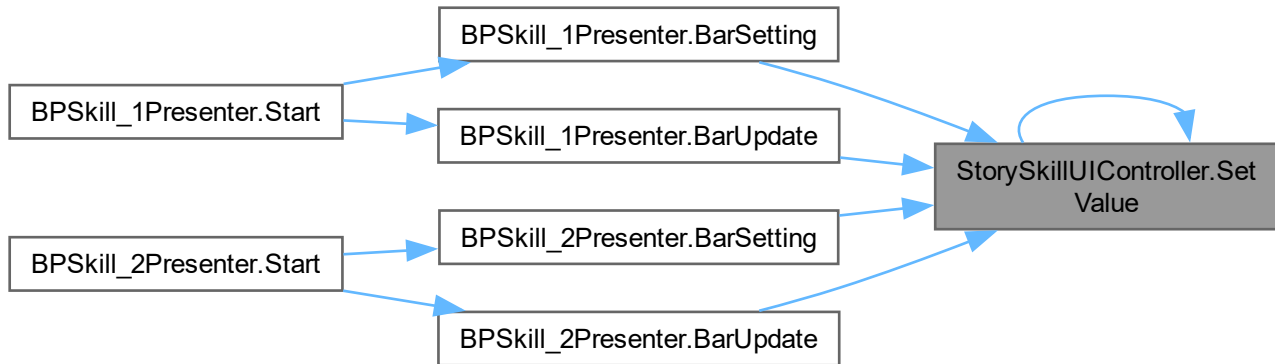 BPSkill_1Presenter.BarSetting
BPSkill_1Presenter.Start
BPSkill_1Presenter.BarUpdate
StorySkillUIController.Set
Value
BPSkill_2Presenter.BarSetting
BPSkill_2Presenter.Start
BPSkill_2Presenter.BarUpdate